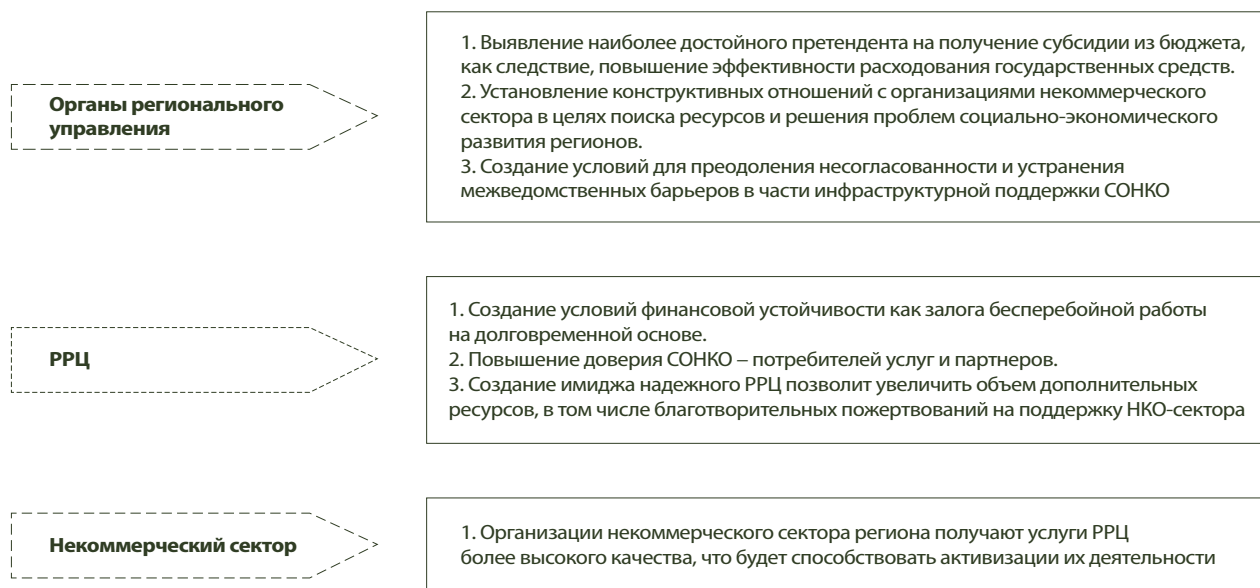 Органы регионального
управления
1. Выявление наиболее достойного претендента на получение субсидии из бюджета,
как следствие, повышение эффективности расходования государственных средств.
2. Установление конструктивных отношений с организациями некоммерческого
сектора в целях поиска ресурсов и решения проблем социально-экономического
развития регионов.
3. Создание условий для преодоления несогласованности и устранения
межведомственных барьеров в части инфраструктурной поддержки СОНКО
РРЦ
1. Создание условий финансовой устойчивости как залога бесперебойной работы
на долговременной основе.
2. Повышение доверия СОНКО – потребителей услуг и партнеров.
3. Создание имиджа надежного РРЦ позволит увеличить объем дополнительных
ресурсов, в том числе благотворительных пожертвований на поддержку НКО-сектора
Некоммерческий сектор
1. Организации некоммерческого сектора региона получают услуги РРЦ
более высокого качества, что будет способствовать активизации их деятельности